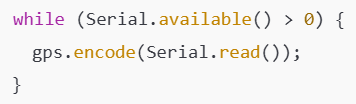 while (Serial.available() > 0) {
  gps.encode(Serial.read());
}